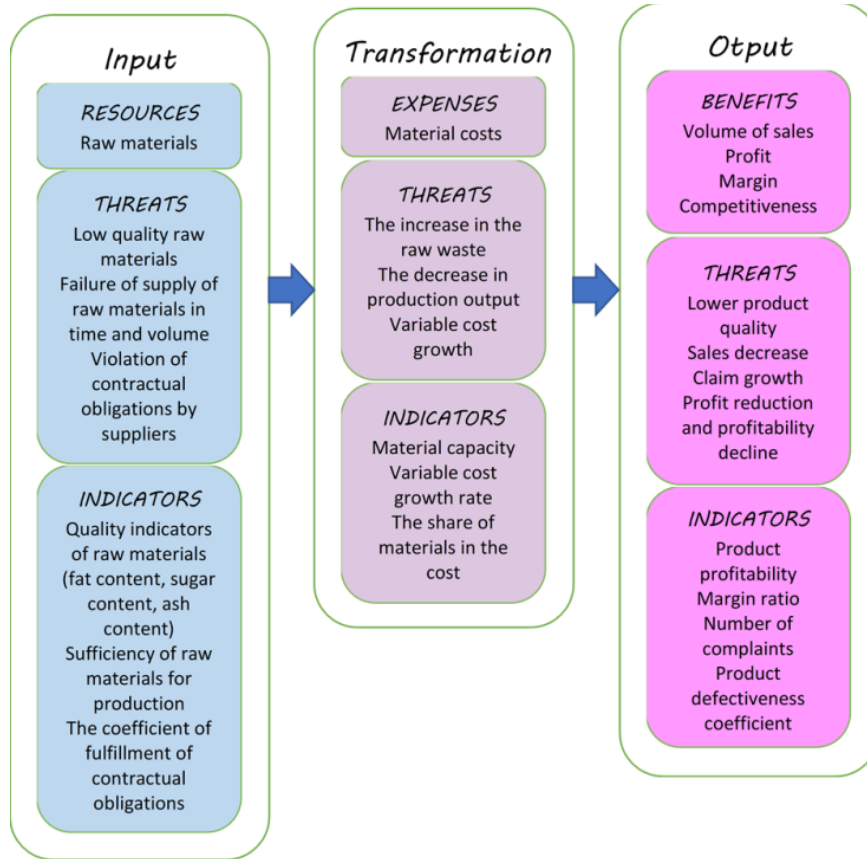 Input
RESOURCES
Raw materials
THREATS
Low quality raw
materials
Failure of supply of
raw materials in
time and volume
Violation of
contractual
obligations by
suppliers
INDICATORS
Quality indicators
of raw materials
(fat content, sugar
content, ash
content)
Sufficiency of raw
materials for
production
The coefficient of
fulfillment of
contractual
obligations
Transformation
EXPENSES
Material costs
THREATS
The increase in the
raw waste
The decrease in
production output
Variable cost
growth
INDICATORS
Material capacity
Variable cost
growth rate
The share of
materials in the
cost
Otput
BENEFITS
Volume of sales
Profit
Margin
Competitiveness
THREATS
Lower product
quality
Sales decrease
Claim growth
Profit reduction
and profitability
decline
INDICATORS
Product
profitability
Margin ratio
Number of
complaints
Product
defectiveness
coefficient